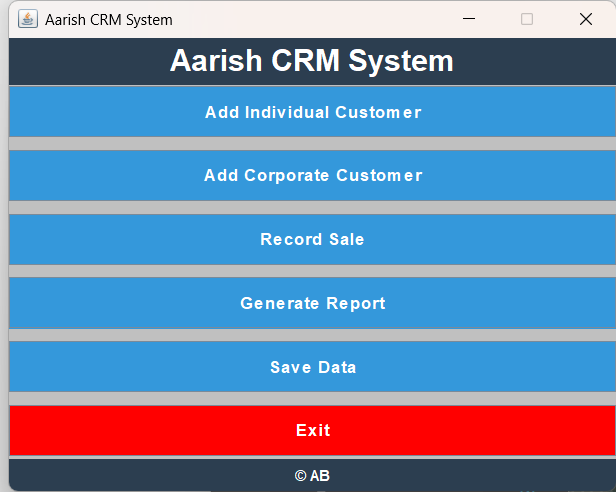 Aarish CRM System
Aarish CRM System
Add Individual Customer
Add Corporate Customer
Record Sale
Generate Report
Save Data
Exit
© AB